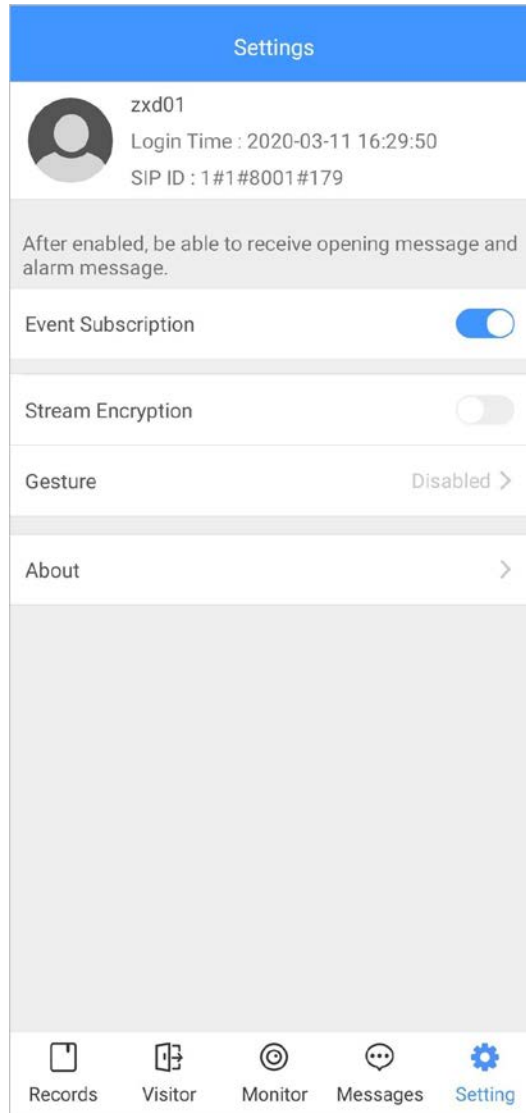 Settings
zxd01
Login Time : 2020-03-11 16:29:50
SIP ID : 1#1#8001#179
After enabled, be able to receive opening message and
alarm message.
Event Subscription
Stream Encryption
Gesture Disabled >
About >
Records Visitor Monitor Messages Setting